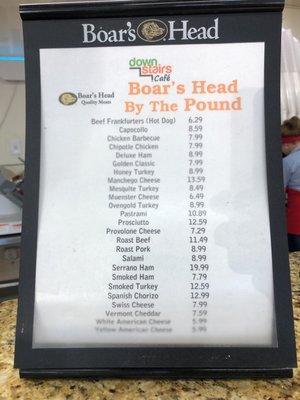 Boar's Head
down
stairs
Café
Boar's Head
Quality Meats
Boar's Head
By The Pound
Beef Frankfurters (Hot Dog) 6.29
Capocollo 8.59
Chicken Barbecue 7.99
Chipotle Chicken 7.99
Deluxe Ham 8.99
Golden Classic 7.99
Honey Turkey 8.99
Manchego Cheese 13.59
Mesquite Turkey 8.49
Muenster Cheese 6.49
Ovengold Turkey 8.99
Pastrami 10.89
Prosciutto 12.59
Provolone Cheese 7.29
Roast Beef 11.49
Roast Pork 8.99
Salami 8.99
Serrano Ham 19.99
Smoked Ham 7.79
Smoked Turkey 12.59
Spanish Chorizo 12.99
Swiss Cheese 7.99
Vermont Cheddar 7.59
White American Cheese 5.99
Yellow American Cheese 5.99
Boar's Head